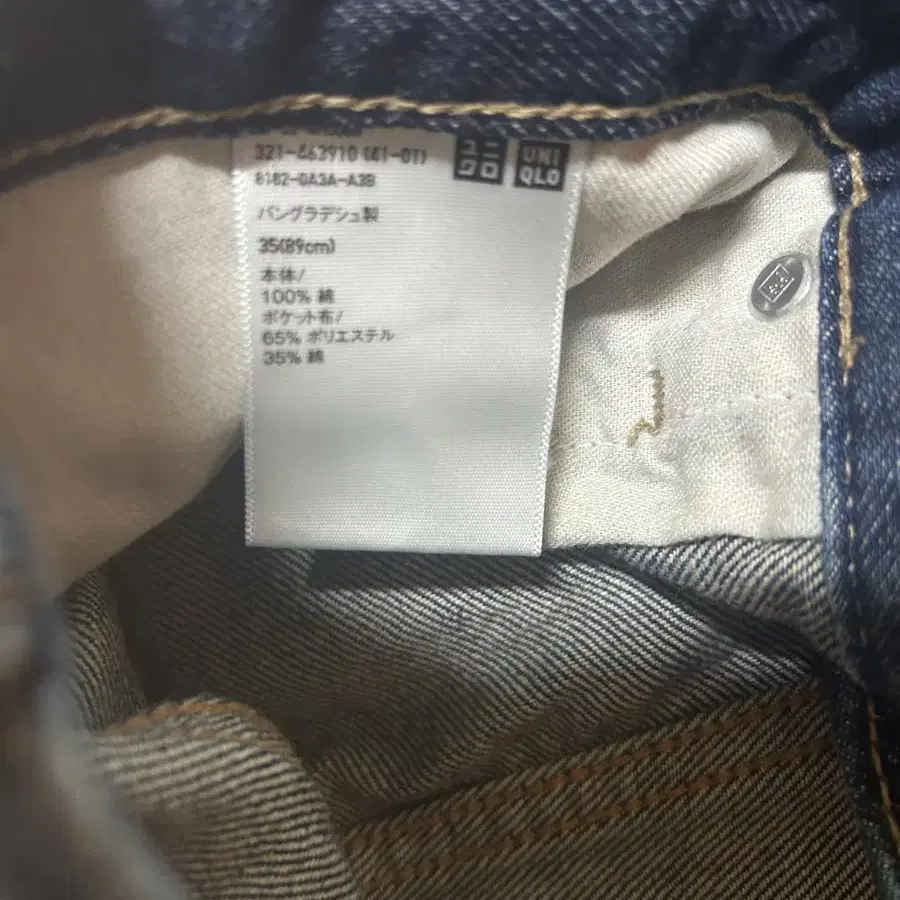 321-463910 (41-01)
8182-0A3A-A3B
ユニ
クロ
UNI
QLO
バングラデシュ製
35(89cm)
本体/
100% 綿
ポケット布/
65% ポリエステル
35% 綿